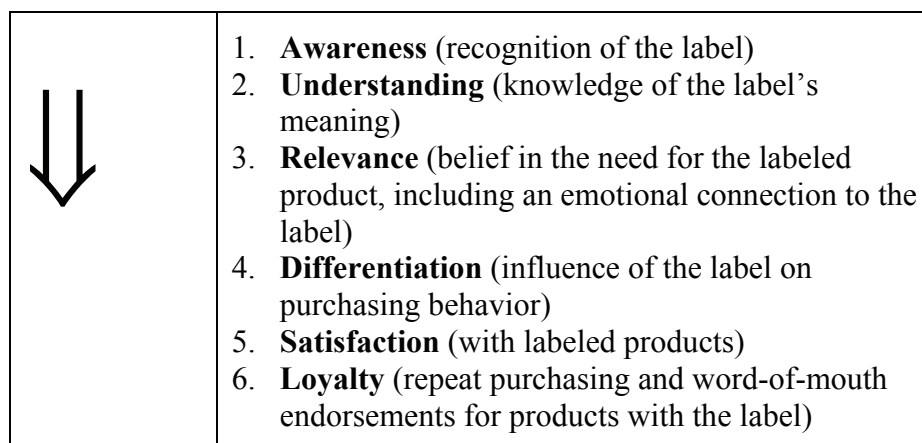 1. Awareness (recognition of the label)
2. Understanding (knowledge of the label’s
meaning)
3. Relevance (belief in the need for the labeled
product, including an emotional connection to the
label)
4. Differentiation (influence of the label on
purchasing behavior)
5. Satisfaction (with labeled products)
6. Loyalty (repeat purchasing and word-of-mouth
endorsements for products with the label)